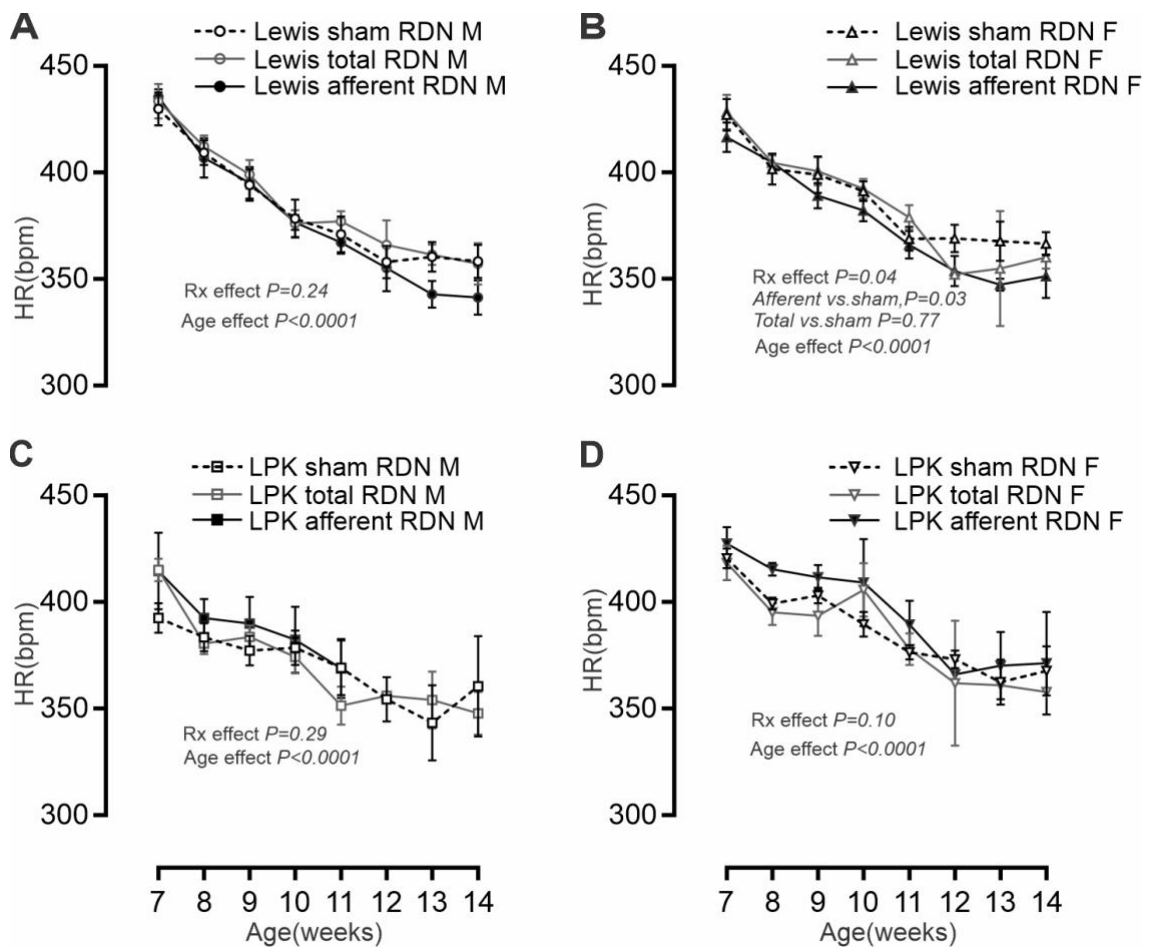 A
Lewis sham RDN M
Lewis total RDN M
Lewis afferent RDN M
450
400
350
300
HR(bpm)
Rx effect P=0.24
Age effect P<0.0001
B
Lewis sham RDN F
Lewis total RDN F
Lewis afferent RDN F
450
400
350
300
HR(bpm)
Rx effect P=0.04
Afferent vs.sham,P=0.03
Total vs.sham P=0.77
Age effect P<0.0001
C
LPK sham RDN M
LPK total RDN M
LPK afferent RDN M
450
400
350
300
HR(bpm)
Rx effect P=0.29
Age effect P<0.0001
7 8 9 10 11 12 13 14
Age(weeks)
D
LPK sham RDN F
LPK total RDN F
LPK afferent RDN F
450
400
350
300
HR(bpm)
Rx effect P=0.10
Age effect P<0.0001
7 8 9 10 11 12 13 14
Age(weeks)